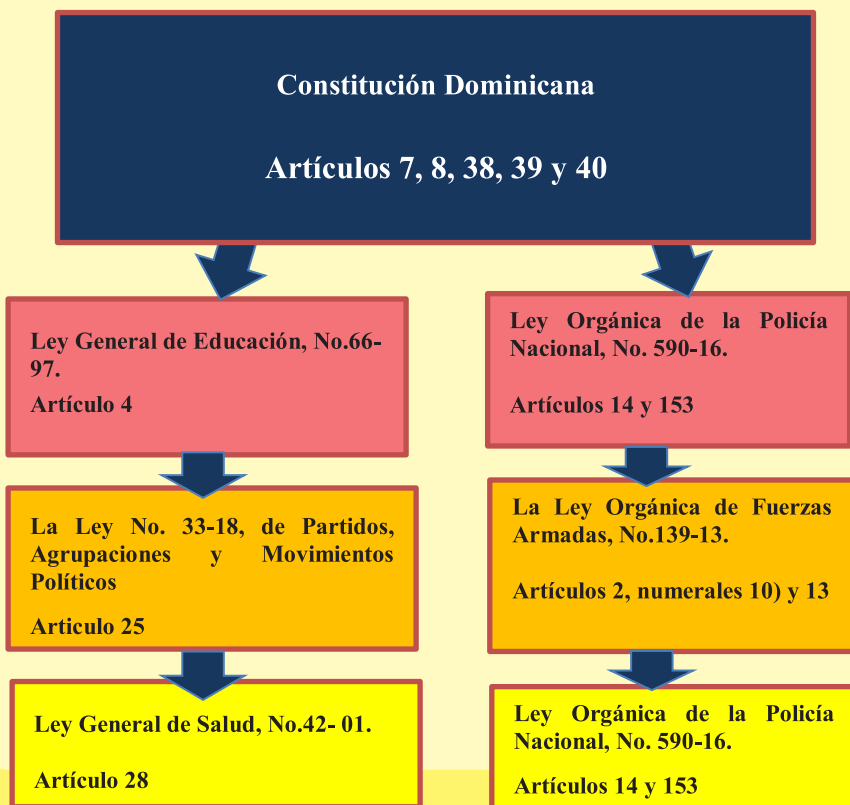 Constitución Dominicana
Artículos 7, 8, 38, 39 y 40
Ley General de Educación, No.66-
97.
Artículo 4
La Ley No. 33-18, de Partidos,
Agrupaciones y Movimientos
Políticos
Articulo 25
Ley General de Salud, No.42- 01.
Artículo 28
Ley Orgánica de la Policía
Nacional, No. 590-16.
Artículos 14 y 153
La Ley Orgánica de Fuerzas
Armadas, No.139-13.
Artículos 2, numerales 10) y 13
Ley Orgánica de la Policía
Nacional, No. 590-16.
Artículos 14 y 153